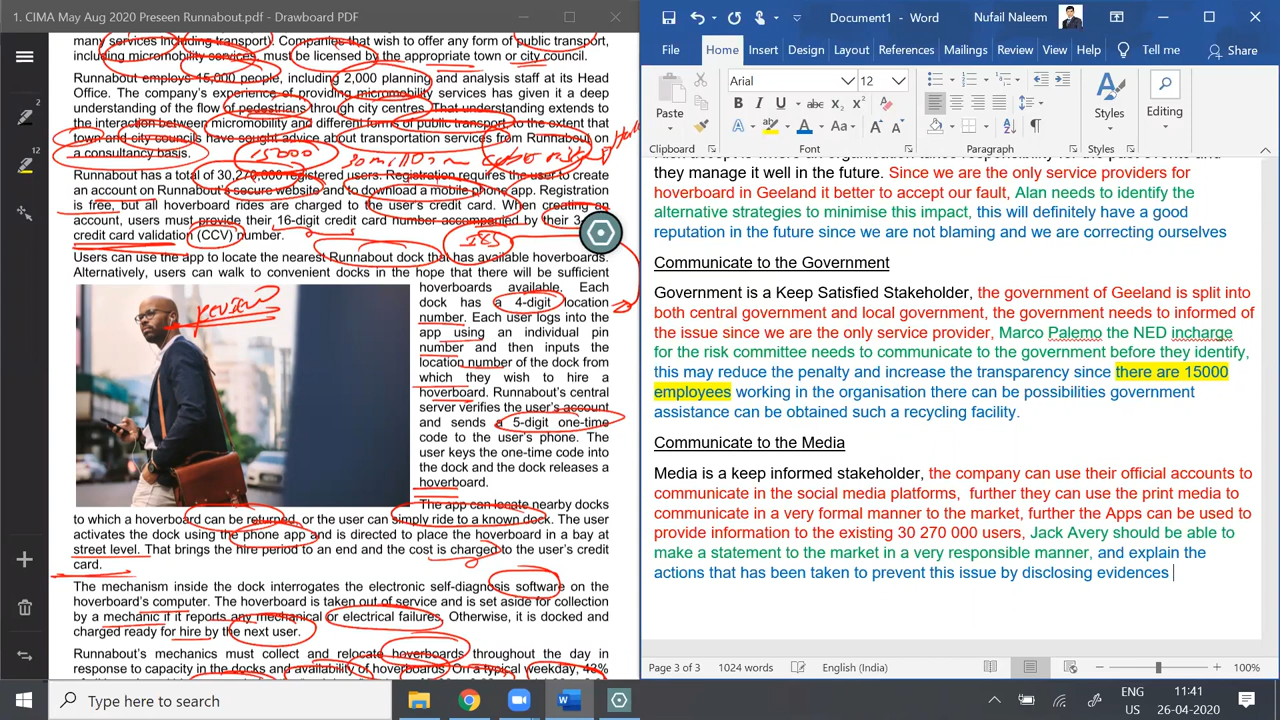 1. CIMA May Aug 2020 Preseen Runnabout.pdf - Drawboard PDF
many services including transport). Companies that wish to offer any form of public transport,
including micromobility services, must be licensed by the appropriate town or city council.
Runnabout employs 15,000 people, including 2,000 planning and analysis staff at its Head
Office. The company's experience of providing micromobility services has given it a deep
understanding of the flow of pedestrians through city centres. That understanding extends to
the interaction between micromobility and different forms of public transport, to the extent that
town and city councils have sought advice about transportation services from Runnabout on
a consultancy basis.
15000
Runnabout has a total of 30,270,000 registered users. Registration requires the user to create
an account on Runnabout's secure website and to download a mobile phone app. Registration
is free, but all hoverboard rides are charged to the user's credit card. When creating an
account, users must provide their 16-digit credit card number accompanied by their
credit card validation (CCV) number.
Users can use the app to locate the nearest Runnabout dock that has available hoverboards.
Alternatively, users can walk to convenient docks in the hope that there will be sufficient
hoverboards available. Each
dock has a 4-digit location
number. Each user logs into the
app using an individual pin
number and then inputs the
location number of the dock from
which they wish to hire a
hoverboard. Runnabout's central
server verifies the user's account
and sends a 5-digit one-time
code to the user's phone. The
user keys the one-time code into
the dock and the dock releases a
hoverboard.
review
The app can locate nearby docks
to which a hoverboard can be returned, or the user can simply ride to a known dock. The user
activates the dock using the phone app and is directed to place the hoverboard in a bay at
street level. That brings the hire period to an end and the cost is charged to the user's credit
card.
The mechanism inside the dock interrogates the electronic self-diagnosis software on the
hoverboard's computer. The hoverboard is taken out of service and is set aside for collection
by a mechanic if it reports any mechanical or electrical failures. Otherwise, it is docked and
charged ready for hire by the next user.
Runnabout's mechanics must collect and relocate hoverboards throughout the day in
response to capacity in the docks and availability of hoverboards. On a typical weekday, 42%
2
12
Document1 - Word
Nufail Naleem
File Home Insert Draw Design Layout References Mailings Review View Help Tell me Share
Paste
Clipboard
Arial 12
B I U abc x₂ x²
Font
Paragraph
Styles
Styles
Editing
they manage it well in the future. Since we are the only service providers for
hoverboard in Geeland it better to accept our fault, Alan needs to identify the
alternative strategies to minimise this impact, this will definitely have a good
reputation in the future since we are not blaming and we are correcting ourselves
Communicate to the Government
Government is a Keep Satisfied Stakeholder, the government of Geeland is split into
both central government and local government, the government needs to informed of
the issue since we are the only service provider, Marco Palemo the NED incharge
for the risk committee needs to communicate to the government before they identify,
this may reduce the penalty and increase the transparency since there are 15000
employees working in the organisation there can be possibilities government
assistance can be obtained such a recycling facility.
Communicate to the Media
Media is a keep informed stakeholder, the company can use their official accounts to
communicate in the social media platforms, further they can use the print media to
communicate in a very formal manner to the market, further the Apps can be used to
provide information to the existing 30 270 000 users, Jack Avery should be able to
make a statement to the market in a very responsible manner, and explain the
actions that has been taken to prevent this issue by disclosing evidences
Page 3 of 3 1024 words English (India) 100%
Type here to search
ENG
US
11:41
26-04-2020